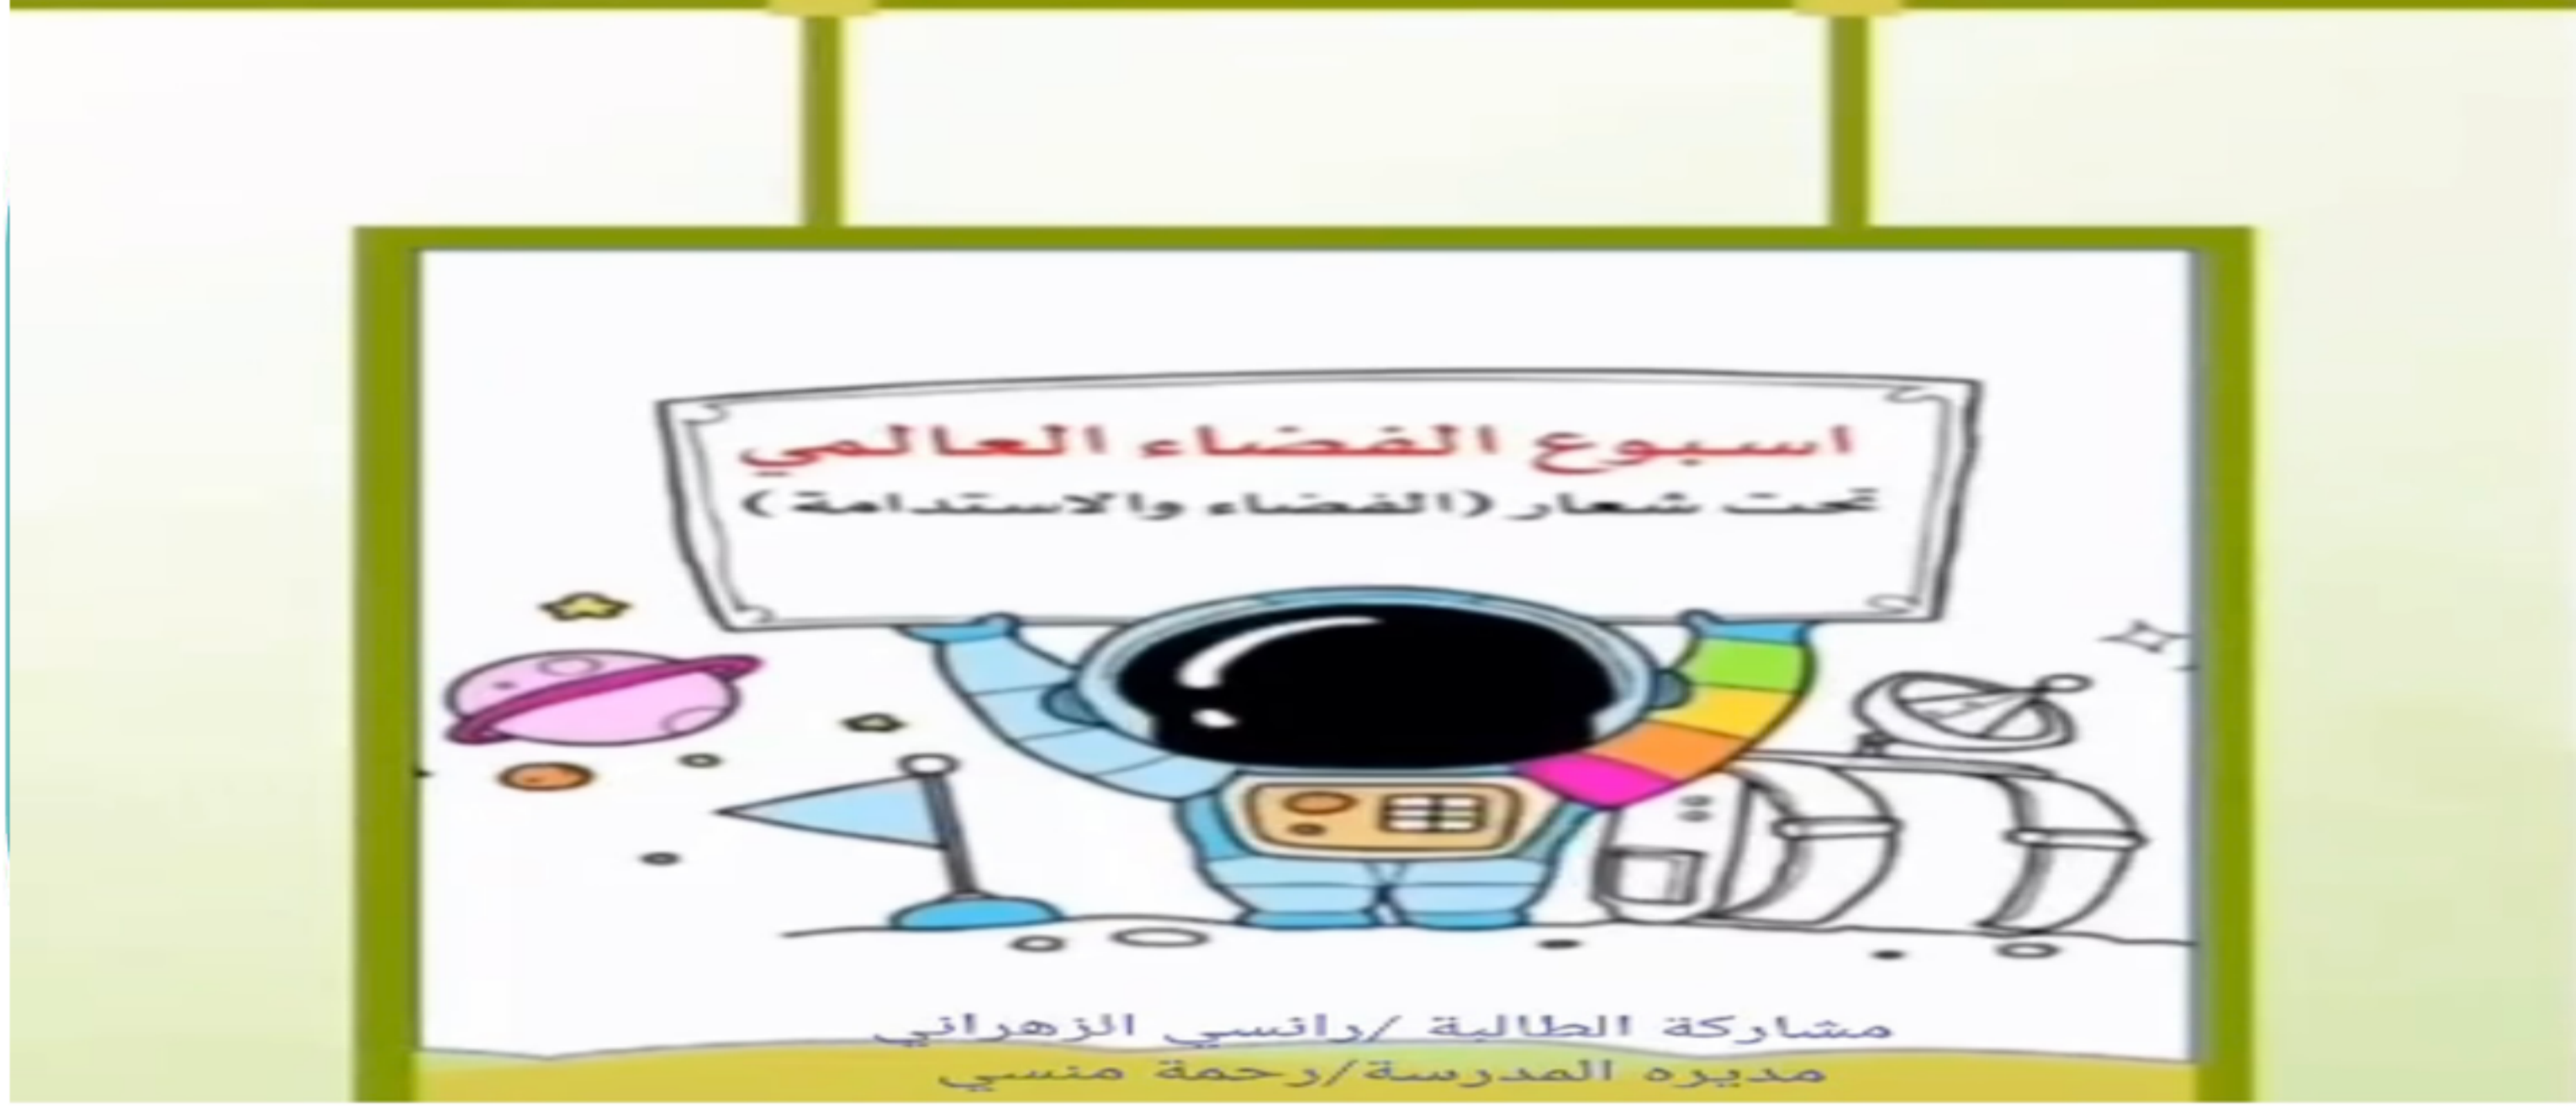 اسبوع الفضاء العالمي
تحت شعار (الفضاء والاستدامة )
مشاركة الطالبة /رانسي الزهراني
مديره المدرسة/رحمة منسي